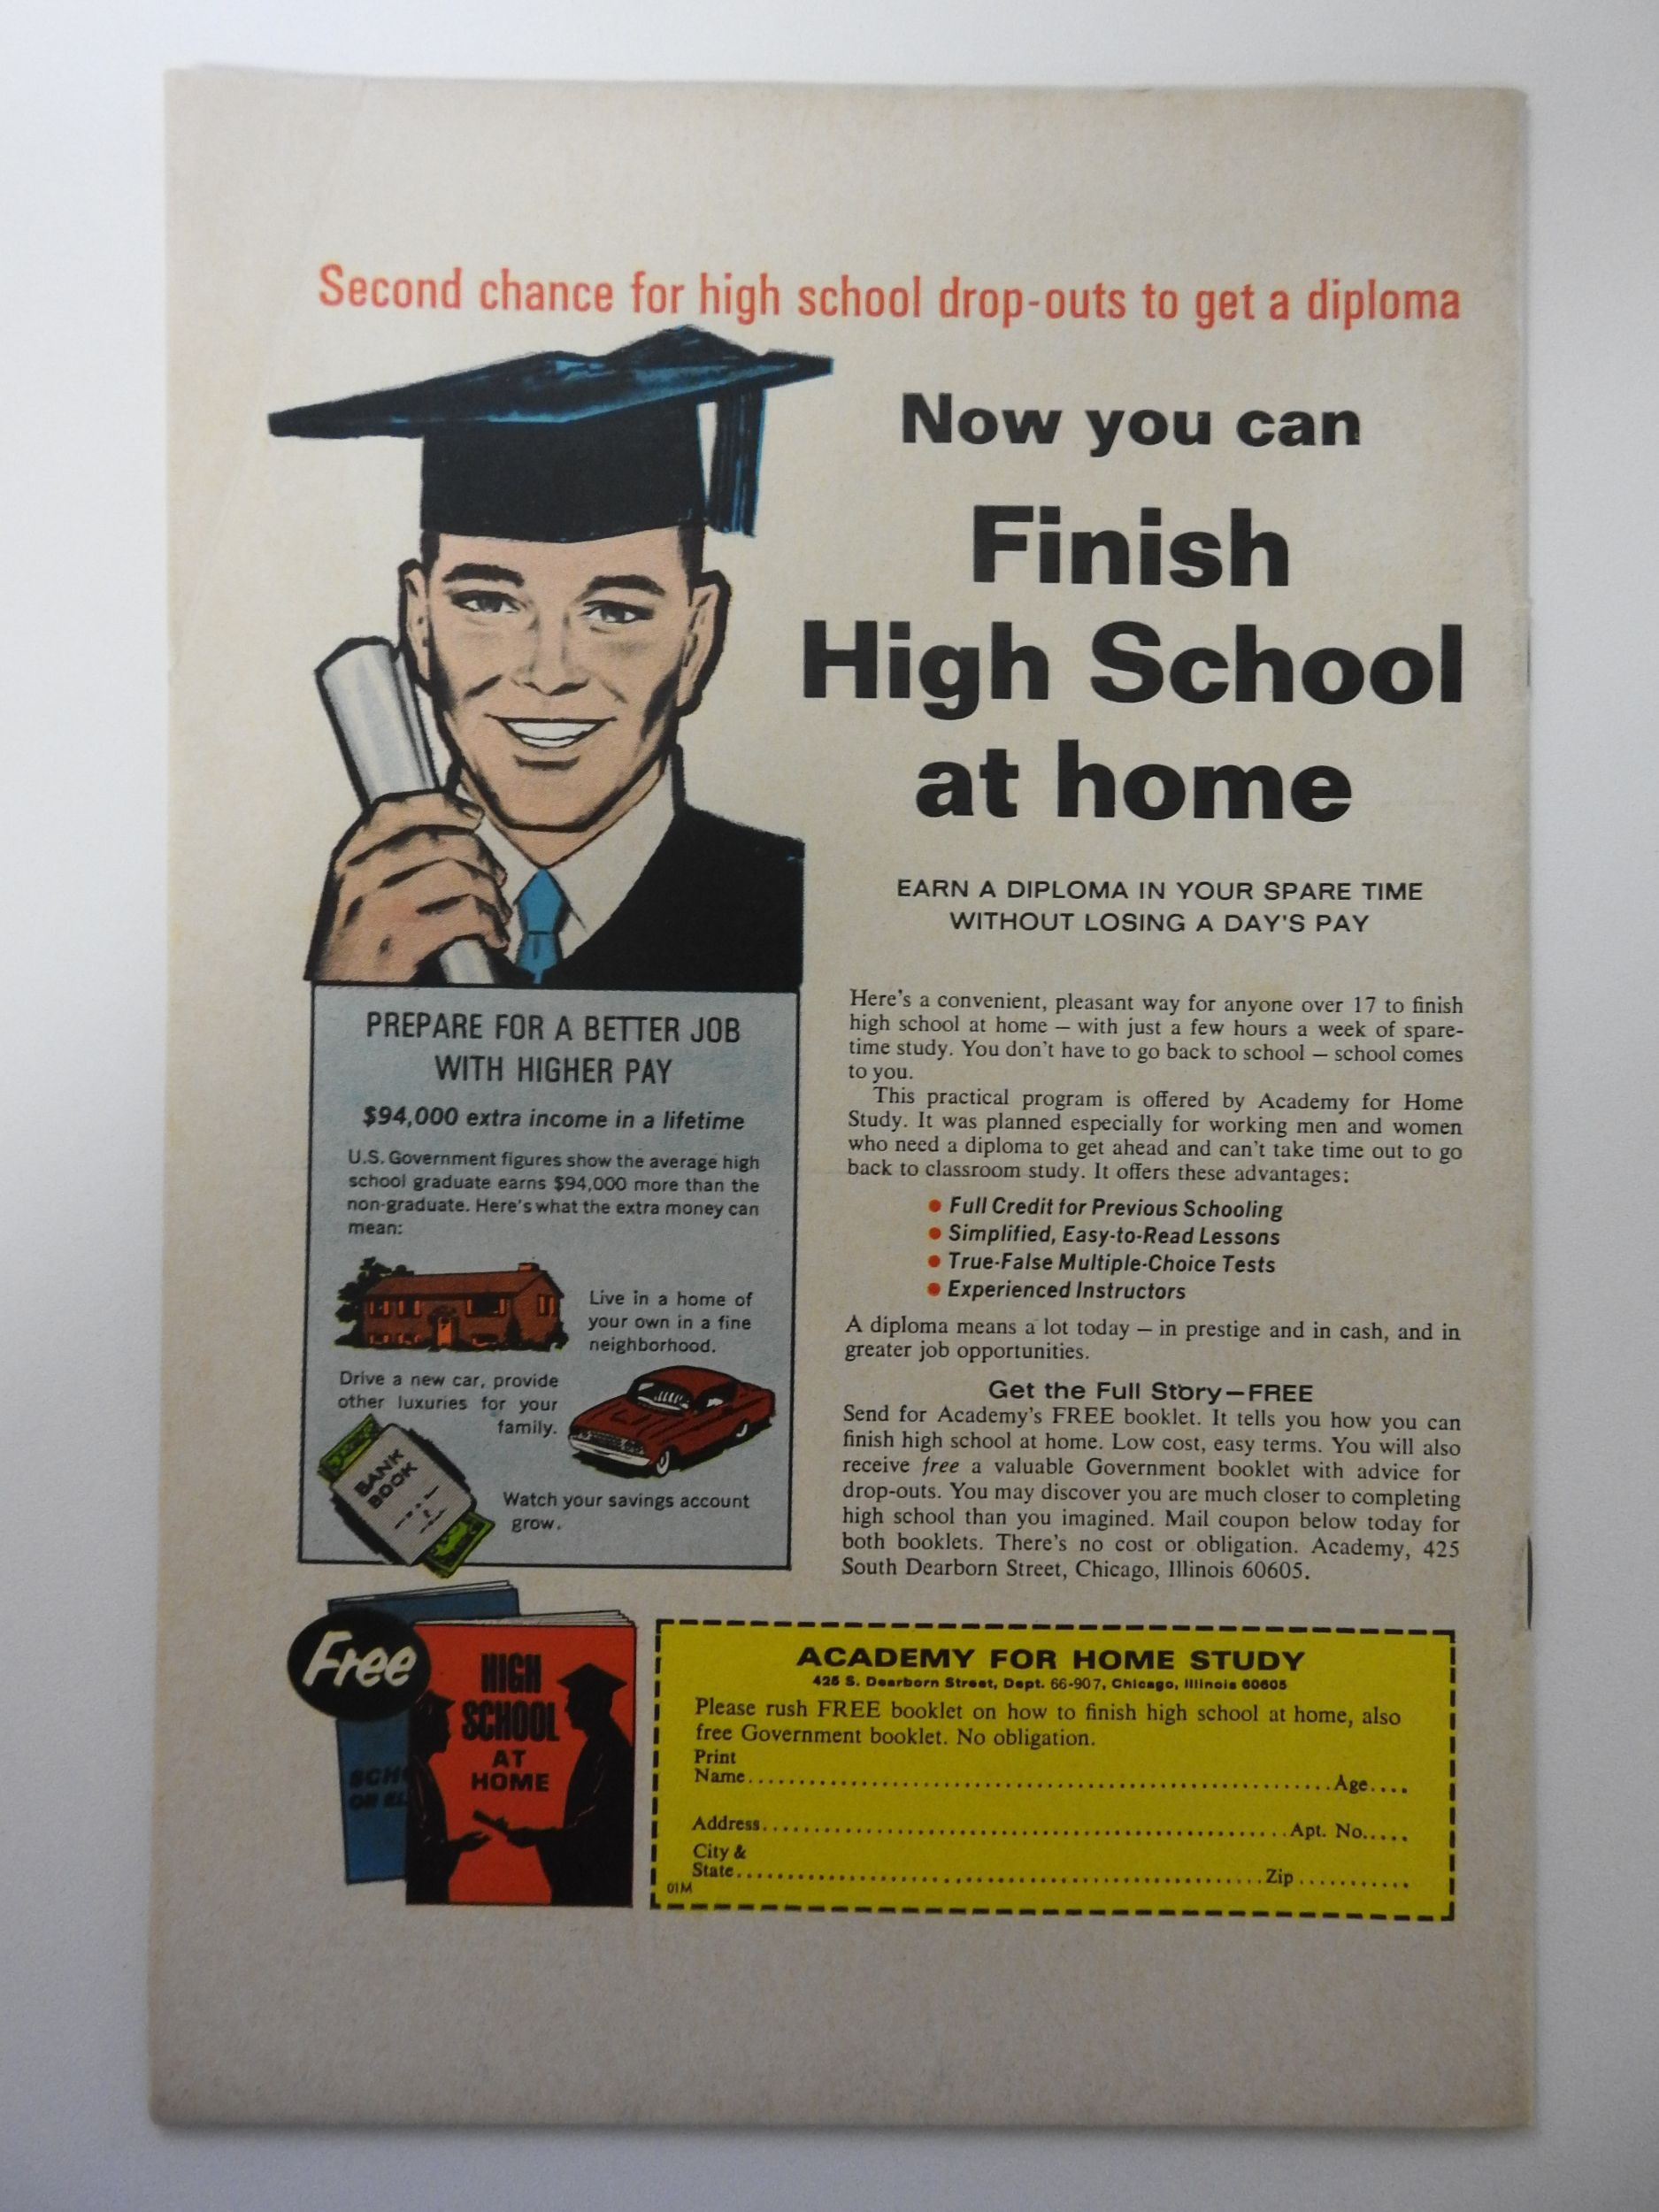 Second chance for high school drop-outs to get a diploma
Now you can
Finish
High School
at home
EARN A DIPLOMA IN YOUR SPARE TIME
WITHOUT LOSING A DAY'S PAY
PREPARE FOR A BETTER JOB
WITH HIGHER PAY
$94,000 extra income in a lifetime
U.S. Government figures show the average high
school graduate earns $94,000 more than the
non-graduate. Here's what the extra money can
mean:
Live in a home of
your own in a fine
neighborhood.
Drive a new car, provide
other luxuries for your
family.
BANK
BOOK
Watch your savings account
grow.
Here's a convenient, pleasant way for anyone over 17 to finish
high school at home – with just a few hours a week of spare-
time study. You don't have to go back to school – school comes
to you.
This practical program is offered by Academy for Home
Study. It was planned especially for working men and women
who need a diploma to get ahead and can't take time out to go
back to classroom study. It offers these advantages:
• Full Credit for Previous Schooling
• Simplified, Easy-to-Read Lessons
• True-False Multiple-Choice Tests
• Experienced Instructors
A diploma means a lot today – in prestige and in cash, and in
greater job opportunities.
Get the Full Story—FREE
Send for Academy's FREE booklet. It tells you how you can
finish high school at home. Low cost, easy terms. You will also
receive free a valuable Government booklet with advice for
drop-outs. You may discover you are much closer to completing
high school than you imagined. Mail coupon below today for
both booklets. There's no cost or obligation. Academy, 425
South Dearborn Street, Chicago, Illinois 60605.
Free
HIGH
SCHOOL
AT
HOME
SCH
OR EL
ACADEMY FOR HOME STUDY
425 S. Dearborn Street, Dept. 66-907, Chicago, Illinois 60605
Please rush FREE booklet on how to finish high school at home, also
free Government booklet. No obligation.
Print
Name.....Age....
Address.....Apt. No.....
City &
State.....Zip...........
01M